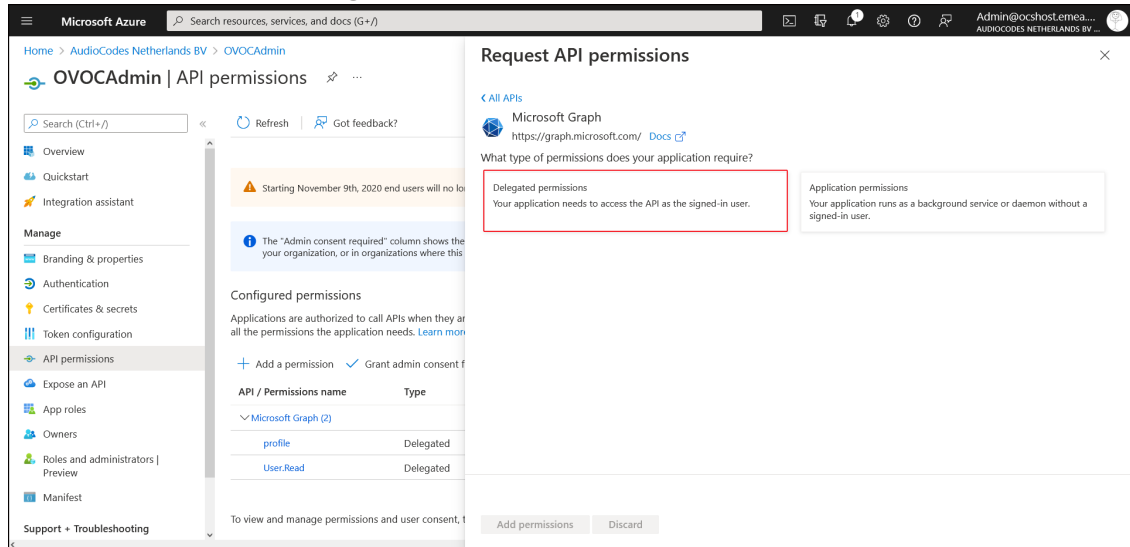 Microsoft Azure
Search resources, services, and docs (G+/)
1
Admin@ocshost.emea....
AUDIOCODES NETHERLANDS BV ...
Home > AudioCodes Netherlands BV > OVOCAdmin
OVOCAdmin | API permissions ...
Search (Ctrl+/)
«
Overview
Quickstart
Integration assistant
Manage
Branding & properties
Authentication
Certificates & secrets
Token configuration
API permissions
Expose an API
App roles
Owners
Roles and administrators |
Preview
Manifest
Support + Troubleshooting
Refresh
Got feedback?
Starting November 9th, 2020 end users will no lo
The "Admin consent required" column shows the
your organization, or in organizations where this
Configured permissions
Applications are authorized to call APIs when they ar
all the permissions the application needs. Learn mor
Add a permission
Grant admin consent f
API / Permissions name Type
Microsoft Graph (2)
profile Delegated
User.Read Delegated
To view and manage permissions and user consent, t
Request API permissions
All APIs
Microsoft Graph
https://graph.microsoft.com/ Docs
What type of permissions does your application require?
Delegated permissions
Your application needs to access the API as the signed-in user.
Application permissions
Your application runs as a background service or daemon without a
signed-in user.
Add permissions
Discard